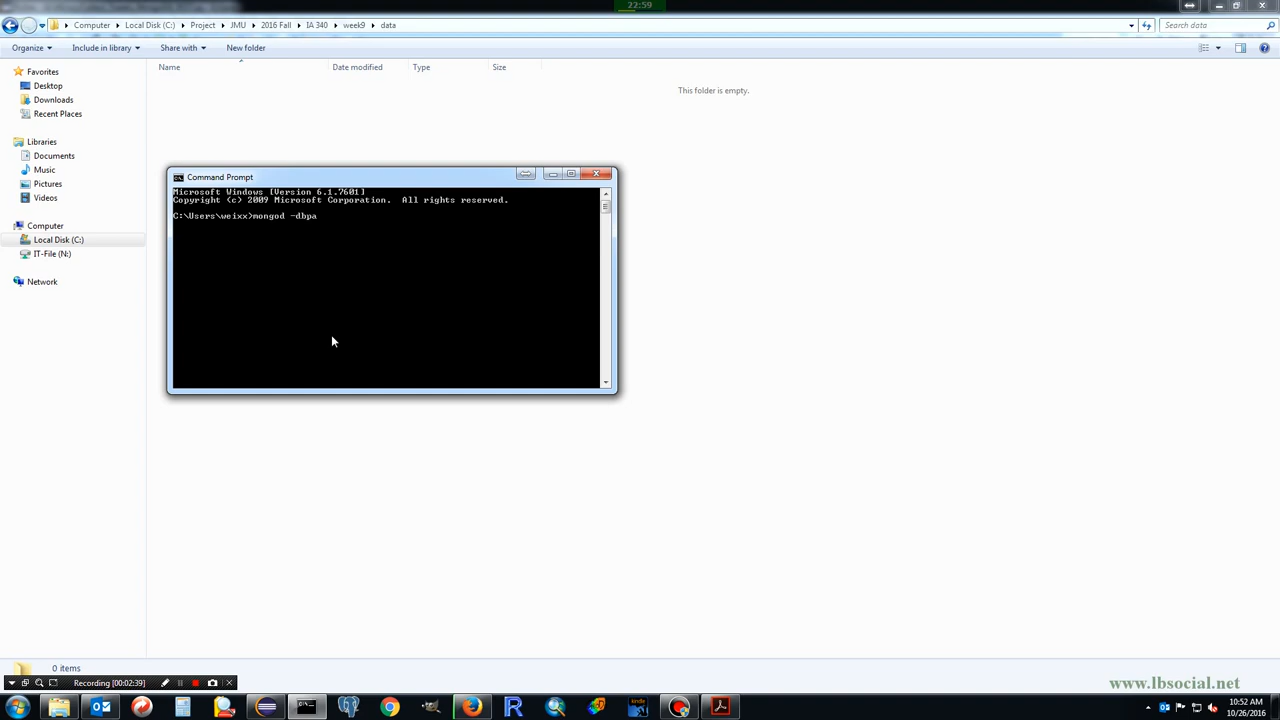 22:59
Computer Local Disk (C:) Project JMU 2016 Fall IA 340 week9 data
Search data
Organize Include in library Share with New folder
Name Date modified Type Size
This folder is empty.
Favorites
Desktop
Downloads
Recent Places
Libraries
Documents
Music
Pictures
Videos
Computer
Local Disk (C:)
IT-File (N:)
Network
Command Prompt
Microsoft Windows [Version 6.1.7601]
Copyright (c) 2009 Microsoft Corporation. All rights reserved.
C:\Users\weixx>mongod -dbpa
0 items
Recording [00:02:39]
www.lbsocial.net
kindle
10:52 AM
10/26/2016